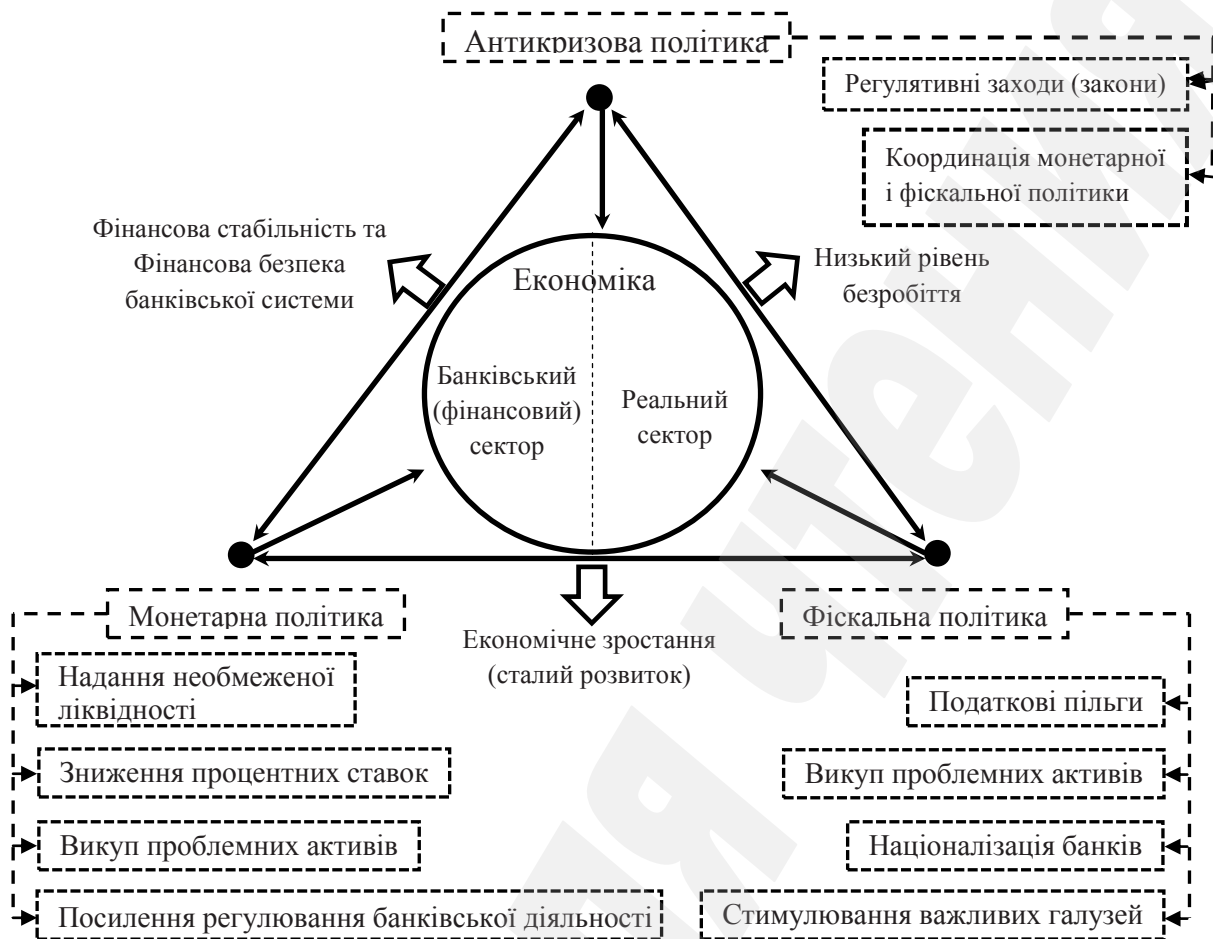 Антикризова політика
Регулятивні заходи (закони)
Координація монетарної
і фіскальної політики
Фінансова стабільність та
Фінансова безпека
банківської системи
Низький рівень
безробіття
Економіка
Банківський
(фінансовий)
сектор
Реальний
сектор
Монетарна політика
Економічне зростання
(сталий розвиток)
Фіскальна політика
Надання необмеженої
ліквідності
Зниження процентних ставок
Викуп проблемних активів
Посилення регулювання банківської діяльності
Податкові пільги
Викуп проблемних активів
Націоналізація банків
Стимулювання важливих галузей
я чтения